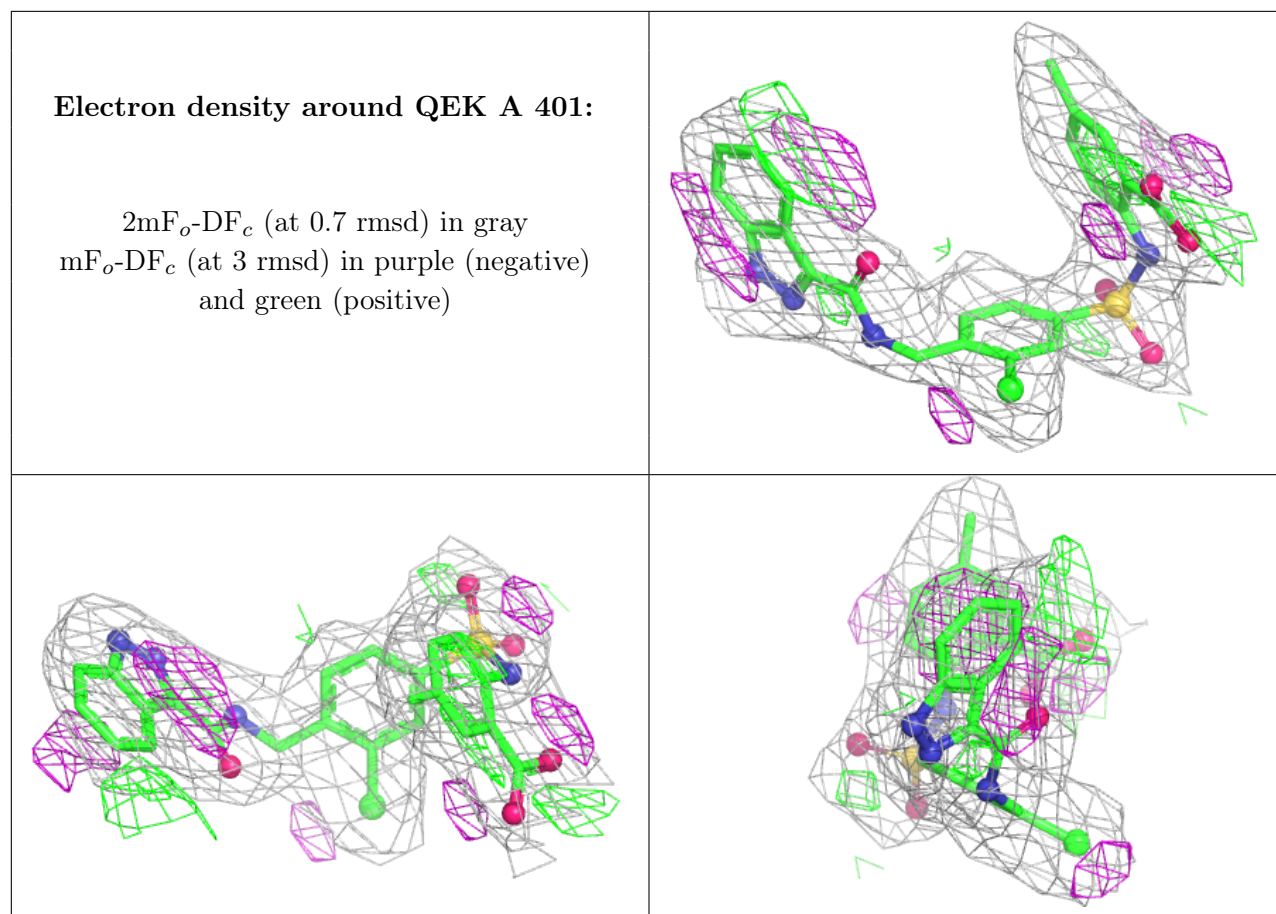 Electron density around QEK A 401:
2mFo-DFc (at 0.7 rmsd) in gray
mFo-DFc (at 3 rmsd) in purple (negative)
and green (positive)